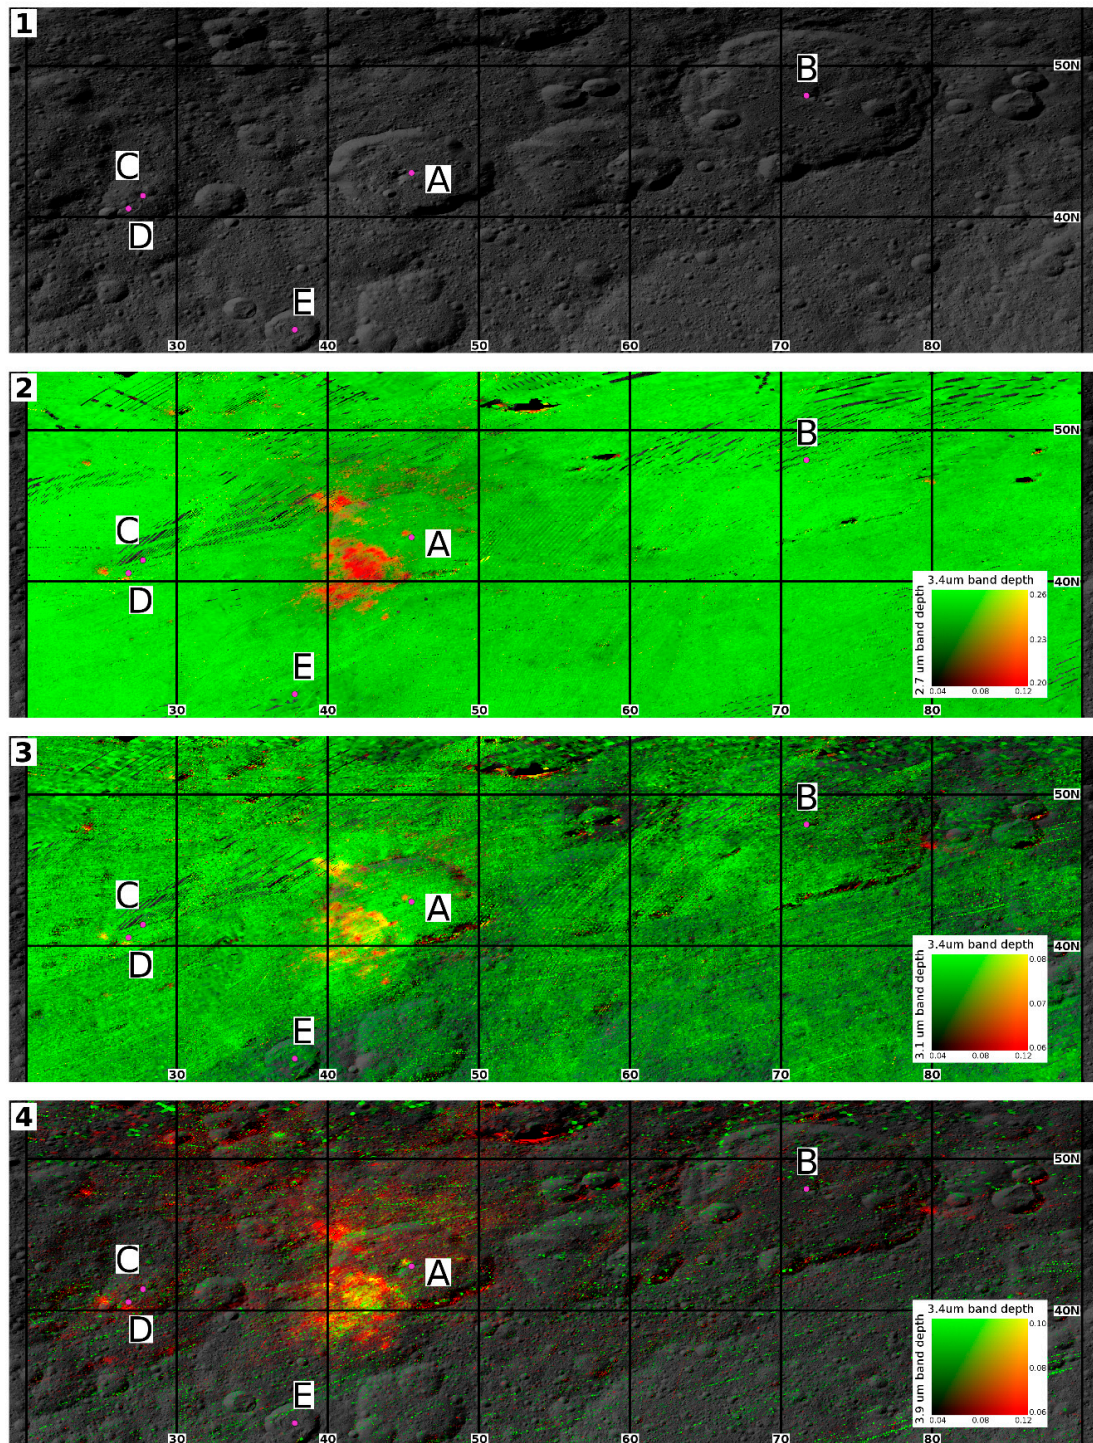 1
B
50N
C
A
40N
D
E
30 40 50 60 70 80
2
B
50N
C
A
40N
D
3.4um band depth
2.7 um band depth
0.26
0.23
0.20
0.04 0.08 0.12
E
30 40 50 60 70 80
3
B
50N
C
A
40N
D
3.4um band depth
3.1 um band depth
0.08
0.07
0.06
0.04 0.08 0.12
E
30 40 50 60 70 80
4
B
50N
C
A
40N
D
3.4um band depth
3.9 um band depth
0.10
0.08
0.06
0.04 0.08 0.12
E
30 40 50 60 70 80